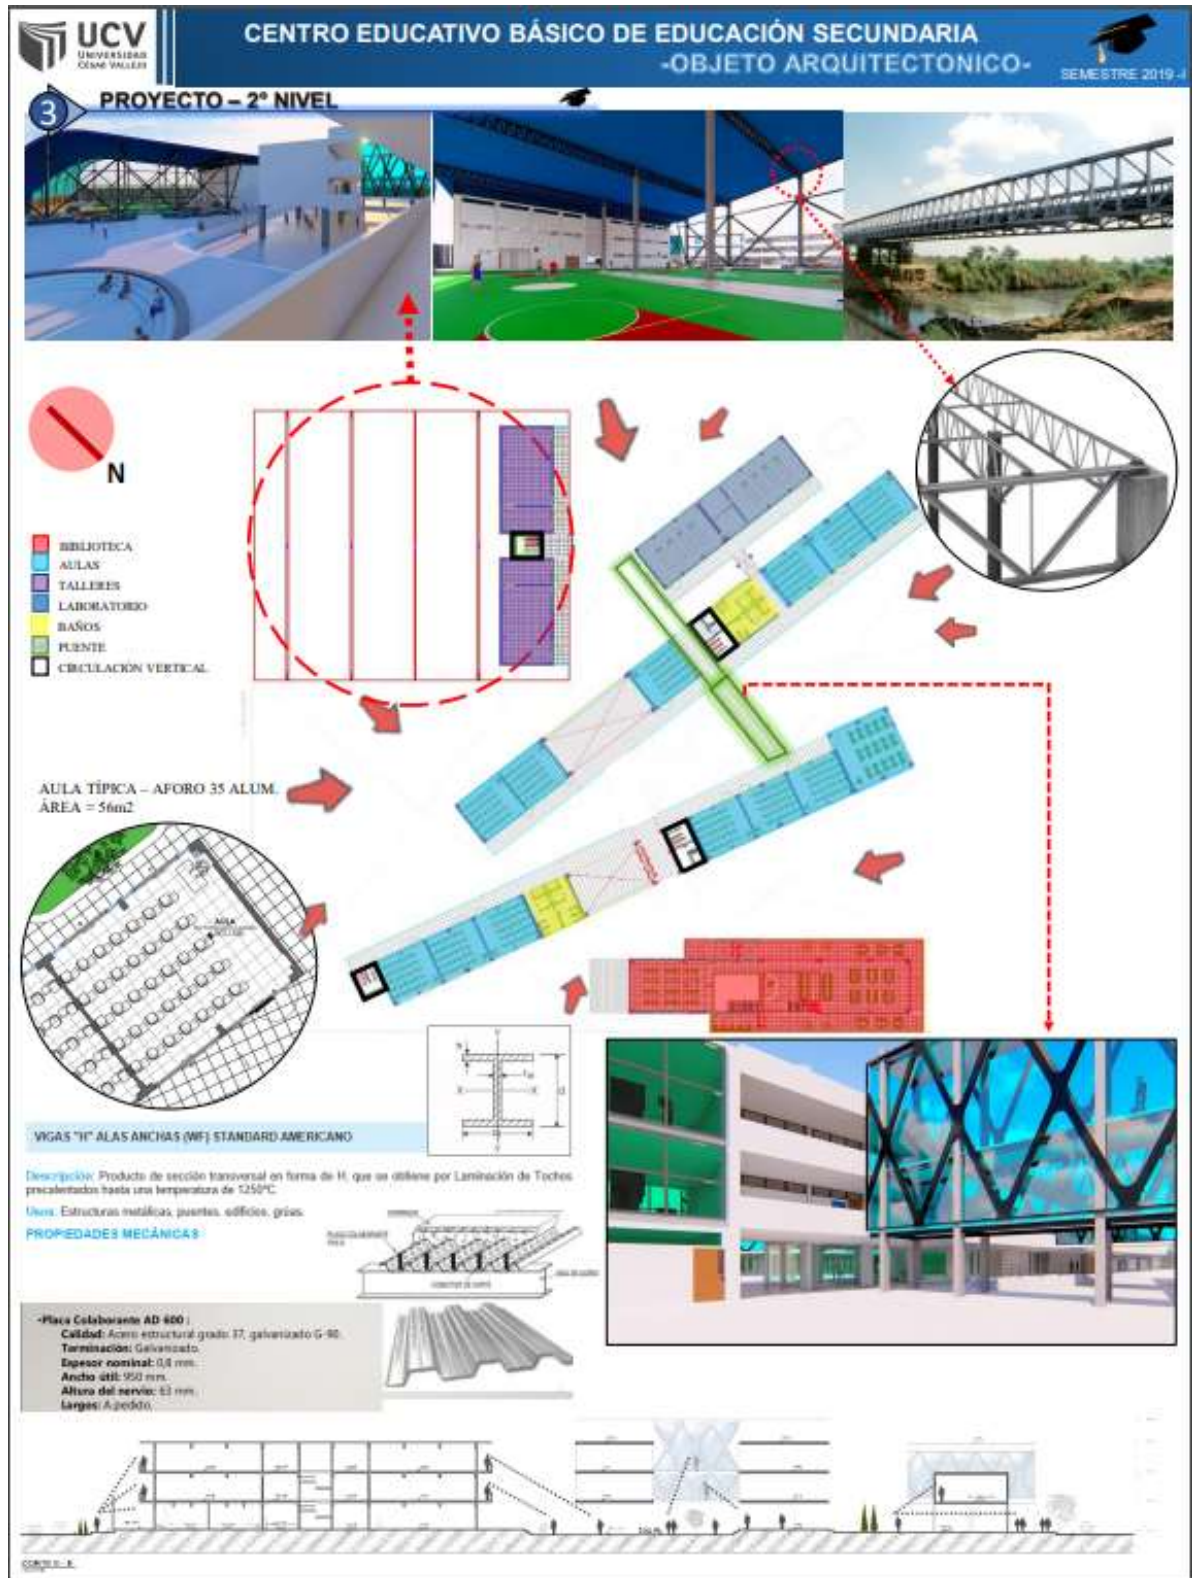 UCV
UNIVERSIDAD
CÉSAR VALLEJO
CENTRO EDUCATIVO BÁSICO DE EDUCACIÓN SECUNDARIA
-OBJETO ARQUITECTONICO-
SEMESTRE 2019 -I
3
PROYECTO – 2º NIVEL
N
BIBLIOTECA
AULAS
TALLERES
LABORATORIO
BAÑOS
PUENTE
CIRCULACIÓN VERTICAL
AULA TÍPICA – AFORO 35 ALUM.
ÁREA = 56m2
AULA
VIGAS "H" ALAS ANCHAS (WF) STANDARD AMERICANO
Descripción: Producto de sección transversal en forma de H, que se obtiene por Laminación de Tochos
precalentados hasta una temperatura de 1250°C.
Usos: Estructuras metálicas, puentes, edificios, grúas.
PROPIEDADES MECÁNICAS
-Placa Colaborante AD 600 :
Calidad: Acero estructural grado 37, galvanizado G-90.
Terminación: Galvanizado.
Espesor nominal: 0,8 mm.
Ancho útil: 950 mm.
Altura del nervio: 63 mm.
Largos: A pedido.